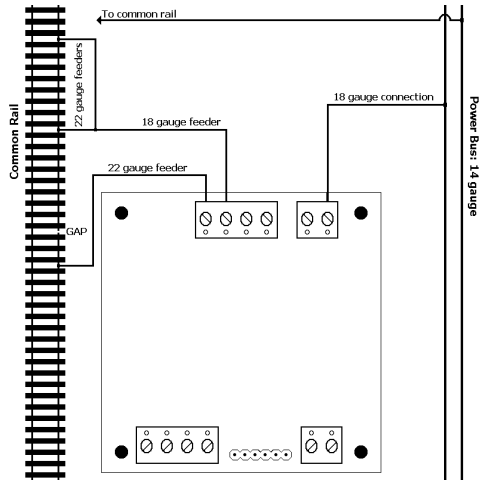 To common rail
22 gauge feeders
18 gauge connection
18 gauge feeder
Common Rail
Power Bus: 14 gauge
22 gauge feeder
GAP